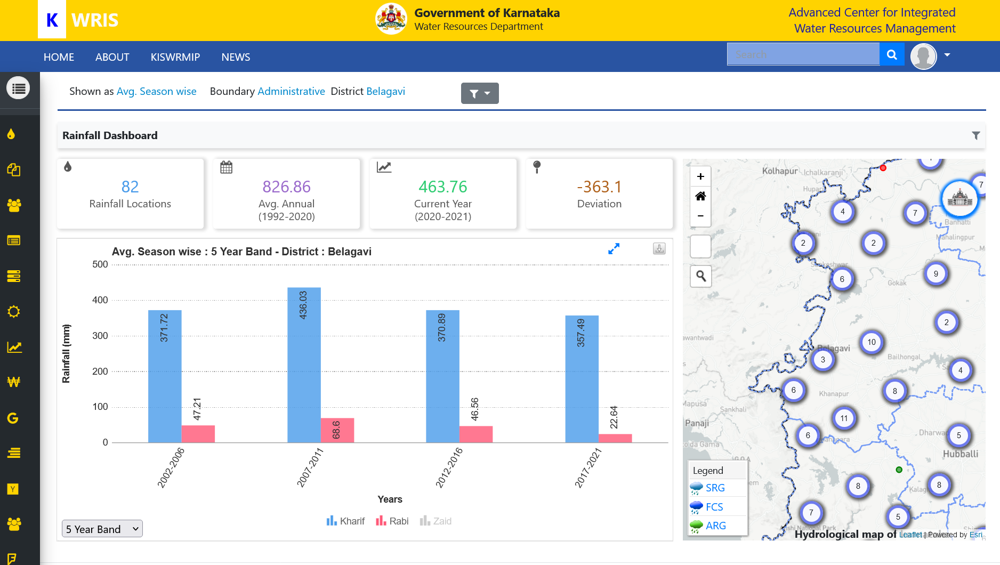 K WRIS
Government of Karnataka
Water Resources Department
Advanced Center for Integrated
Water Resources Management
HOME ABOUT KISWRMIP NEWS
Search
Shown as Avg. Season wise Boundary Administrative District Belagavi
Rainfall Dashboard
82
Rainfall Locations
826.86
Avg. Annual
(1992-2020)
463.76
Current Year
(2020-2021)
-363.1
Deviation
Avg. Season wise : 5 Year Band - District : Belagavi
Rainfall (mm)
500
400
300
200
100
0
371.72
47.21
436.03
68.6
370.89
46.56
357.49
22.64
2002-2006
2007-2011
2012-2016
2017-2021
Years
Kharif Rabi Zaid
5 Year Band
+
−
Kolhapur
Ichalkaranji
7
4
7
Banhatti
Mahalingpur
2
2
9
6
Gokak
2
10
Belagavi
Bailhongal
3
4
6
8
Khanapur
Mapusa
Sankhali
11
Panaji
6
Dharwad
5
Hubballi
GOA
8
8
7
5
Legend
SRG
FCS
ARG
Hydrological map of
Leaflet | Powered by Esri